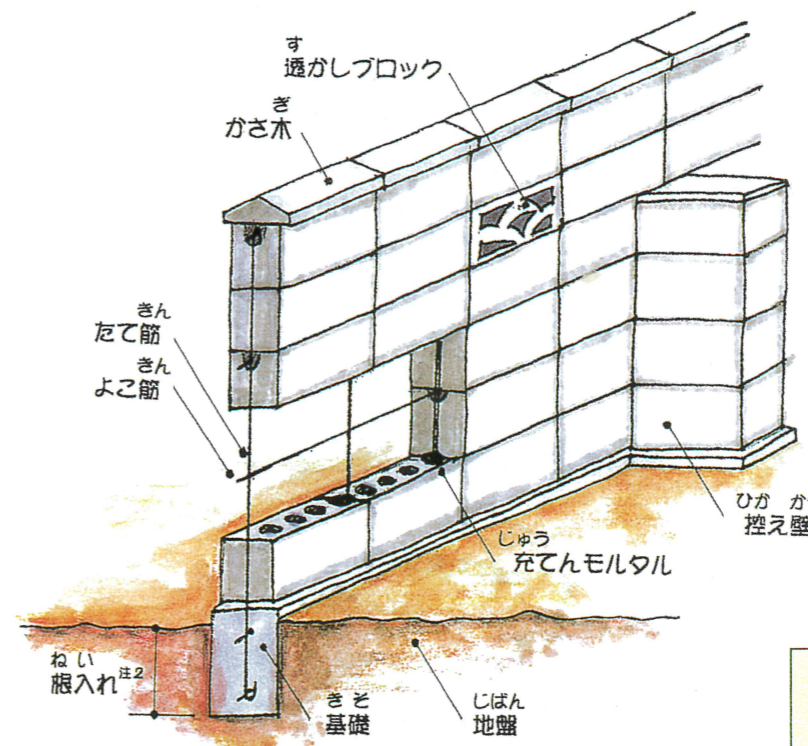 す
透かしブロック
ぎ
かさ木
きん
たて筋
きん
よこ筋
ひか か
控え壁
じゅう
充てんモルタル
ねい
根入れ注2
きそ
基礎
じばん
地盤